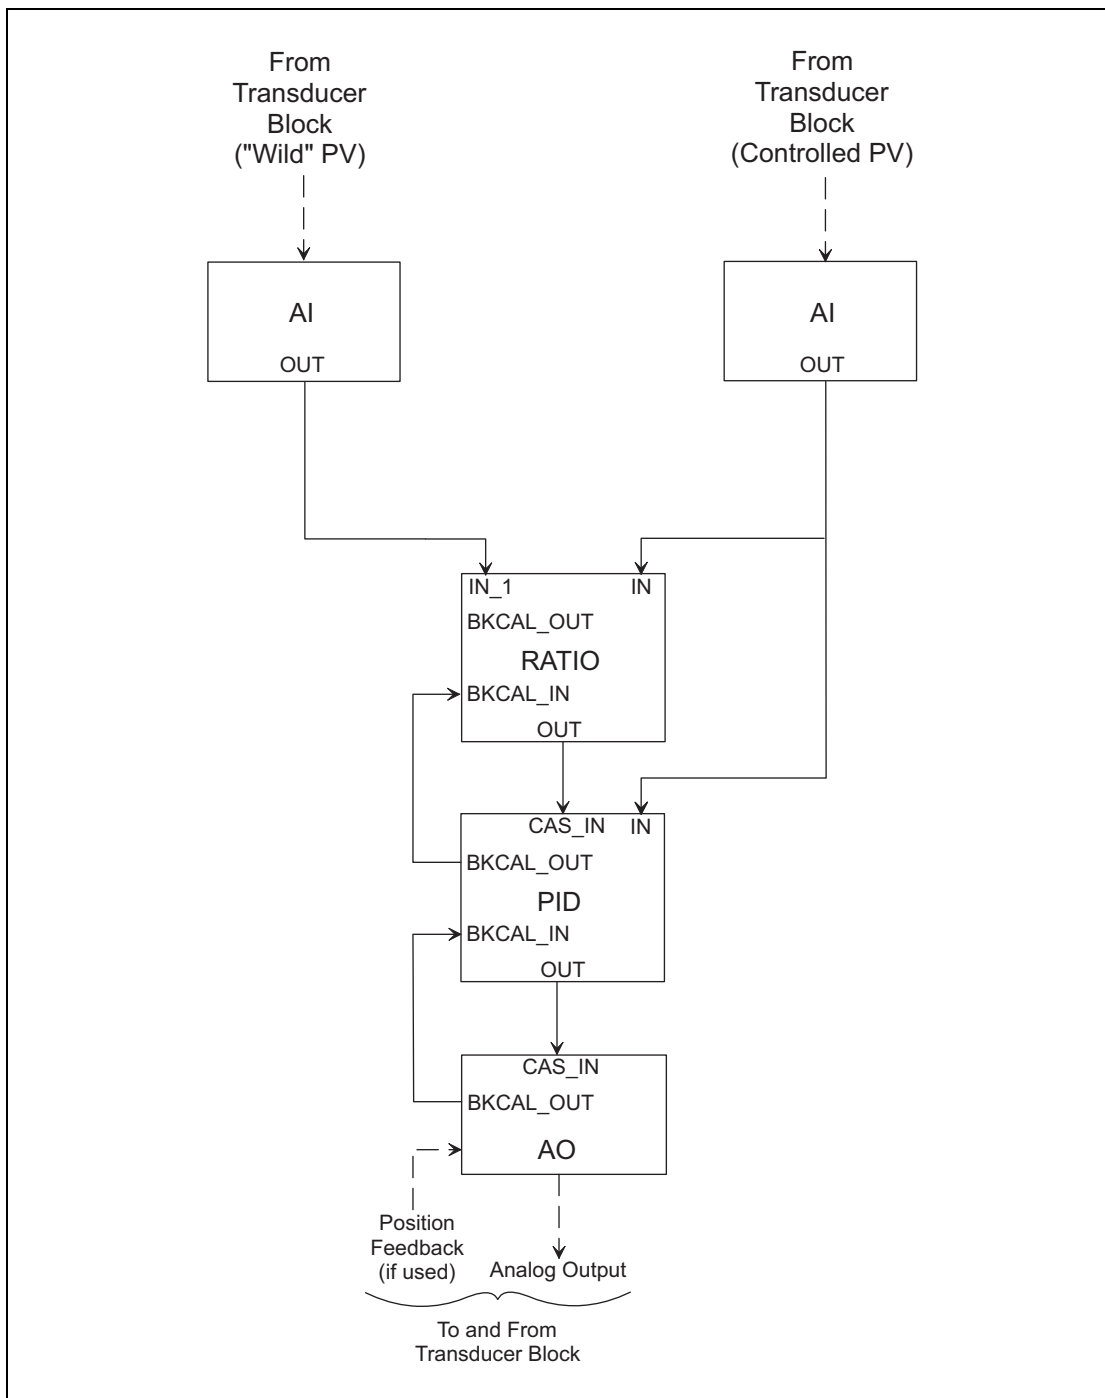 From
Transducer
Block
("Wild" PV)
From
Transducer
Block
(Controlled PV)
AI
OUT
AI
OUT
IN_1
IN
BKCAL_OUT
RATIO
BKCAL_IN
OUT
CAS_IN
IN
BKCAL_OUT
PID
BKCAL_IN
OUT
CAS_IN
BKCAL_OUT
AO
Position
Feedback
(if used)
Analog Output
To and From
Transducer Block